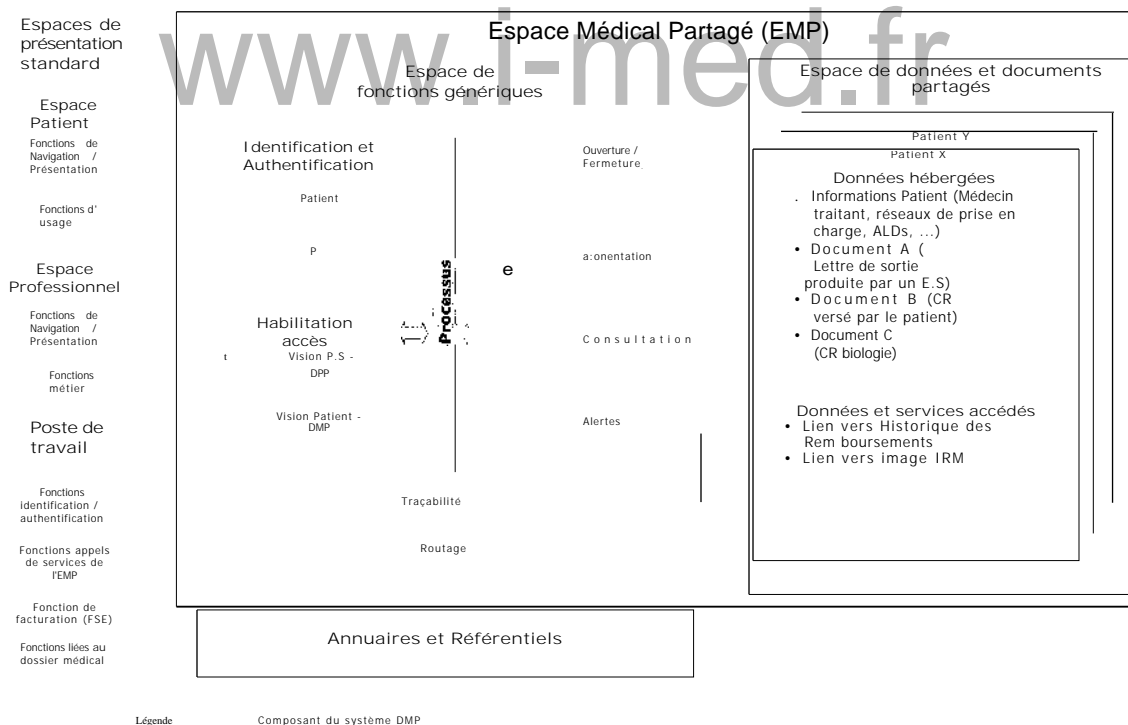 www.i-med.fr
Espaces de
présentation
standard
Espace
Patient
Fonctions de
Navigation /
Présentation
Fonctions d'
usage
Espace
Professionnel
Fonctions de
Navigation /
Présentation
Fonctions
métier
Poste de
travail
Fonctions
identification /
authentification
Fonctions appels
de services de
l'EMP
Fonction de
facturation (FSE)
Fonctions liées au
dossier médical
Espace Médical Partagé (EMP)
Espace de
fonctions génériques
Identification et
Authentification
Patient
P
Habilitation
accès
t Vision P.S -
DPP
Vision Patient -
DMP
Processus
e
Ouverture /
Fermeture
a:onentation
Consultation
Alertes
Traçabilité
Routage
Espace de données et documents
partagés
Patient Y
Patient X
Données hébergées
. Informations Patient (Médecin
traitant, réseaux de prise en
charge, ALDs, ...)
• Document A (
Lettre de sortie
produite par un E.S)
• Document B (CR
versé par le patient)
• Document C
(CR biologie)
Données et services accédés
• Lien vers Historique des
Rem boursements
• Lien vers image IRM
Annuaires et Référentiels
Légende Composant du système DMP